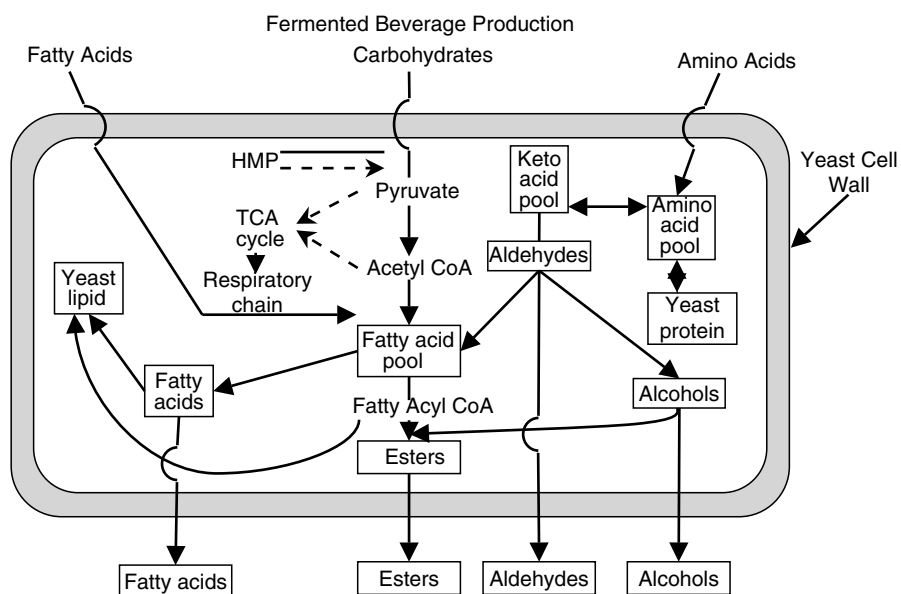 Fermented Beverage Production
Fatty Acids
Carbohydrates
Amino Acids
HMP
Pyruvate
TCA
cycle
Respiratory
chain
Acetyl CoA
Keto
acid
pool
Amino
acid
pool
Yeast Cell
Wall
Aldehydes
Yeast
lipid
Yeast
protein
Fatty acid
pool
Fatty
acids
Fatty Acyl CoA
Alcohols
Esters
Fatty acids
Esters
Aldehydes
Alcohols